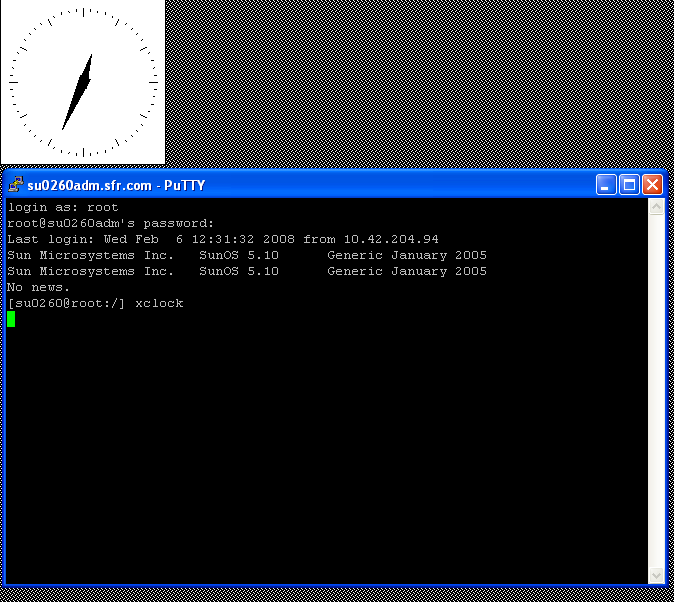 su0260adm.sfr.com - PuTTY
login as: root
root@su0260adm's password:
Last login: Wed Feb  6 12:31:32 2008 from 10.42.204.94
Sun Microsystems Inc.   SunOS 5.10      Generic January 2005
Sun Microsystems Inc.   SunOS 5.10      Generic January 2005
No news.
[su0260@root:/] xclock